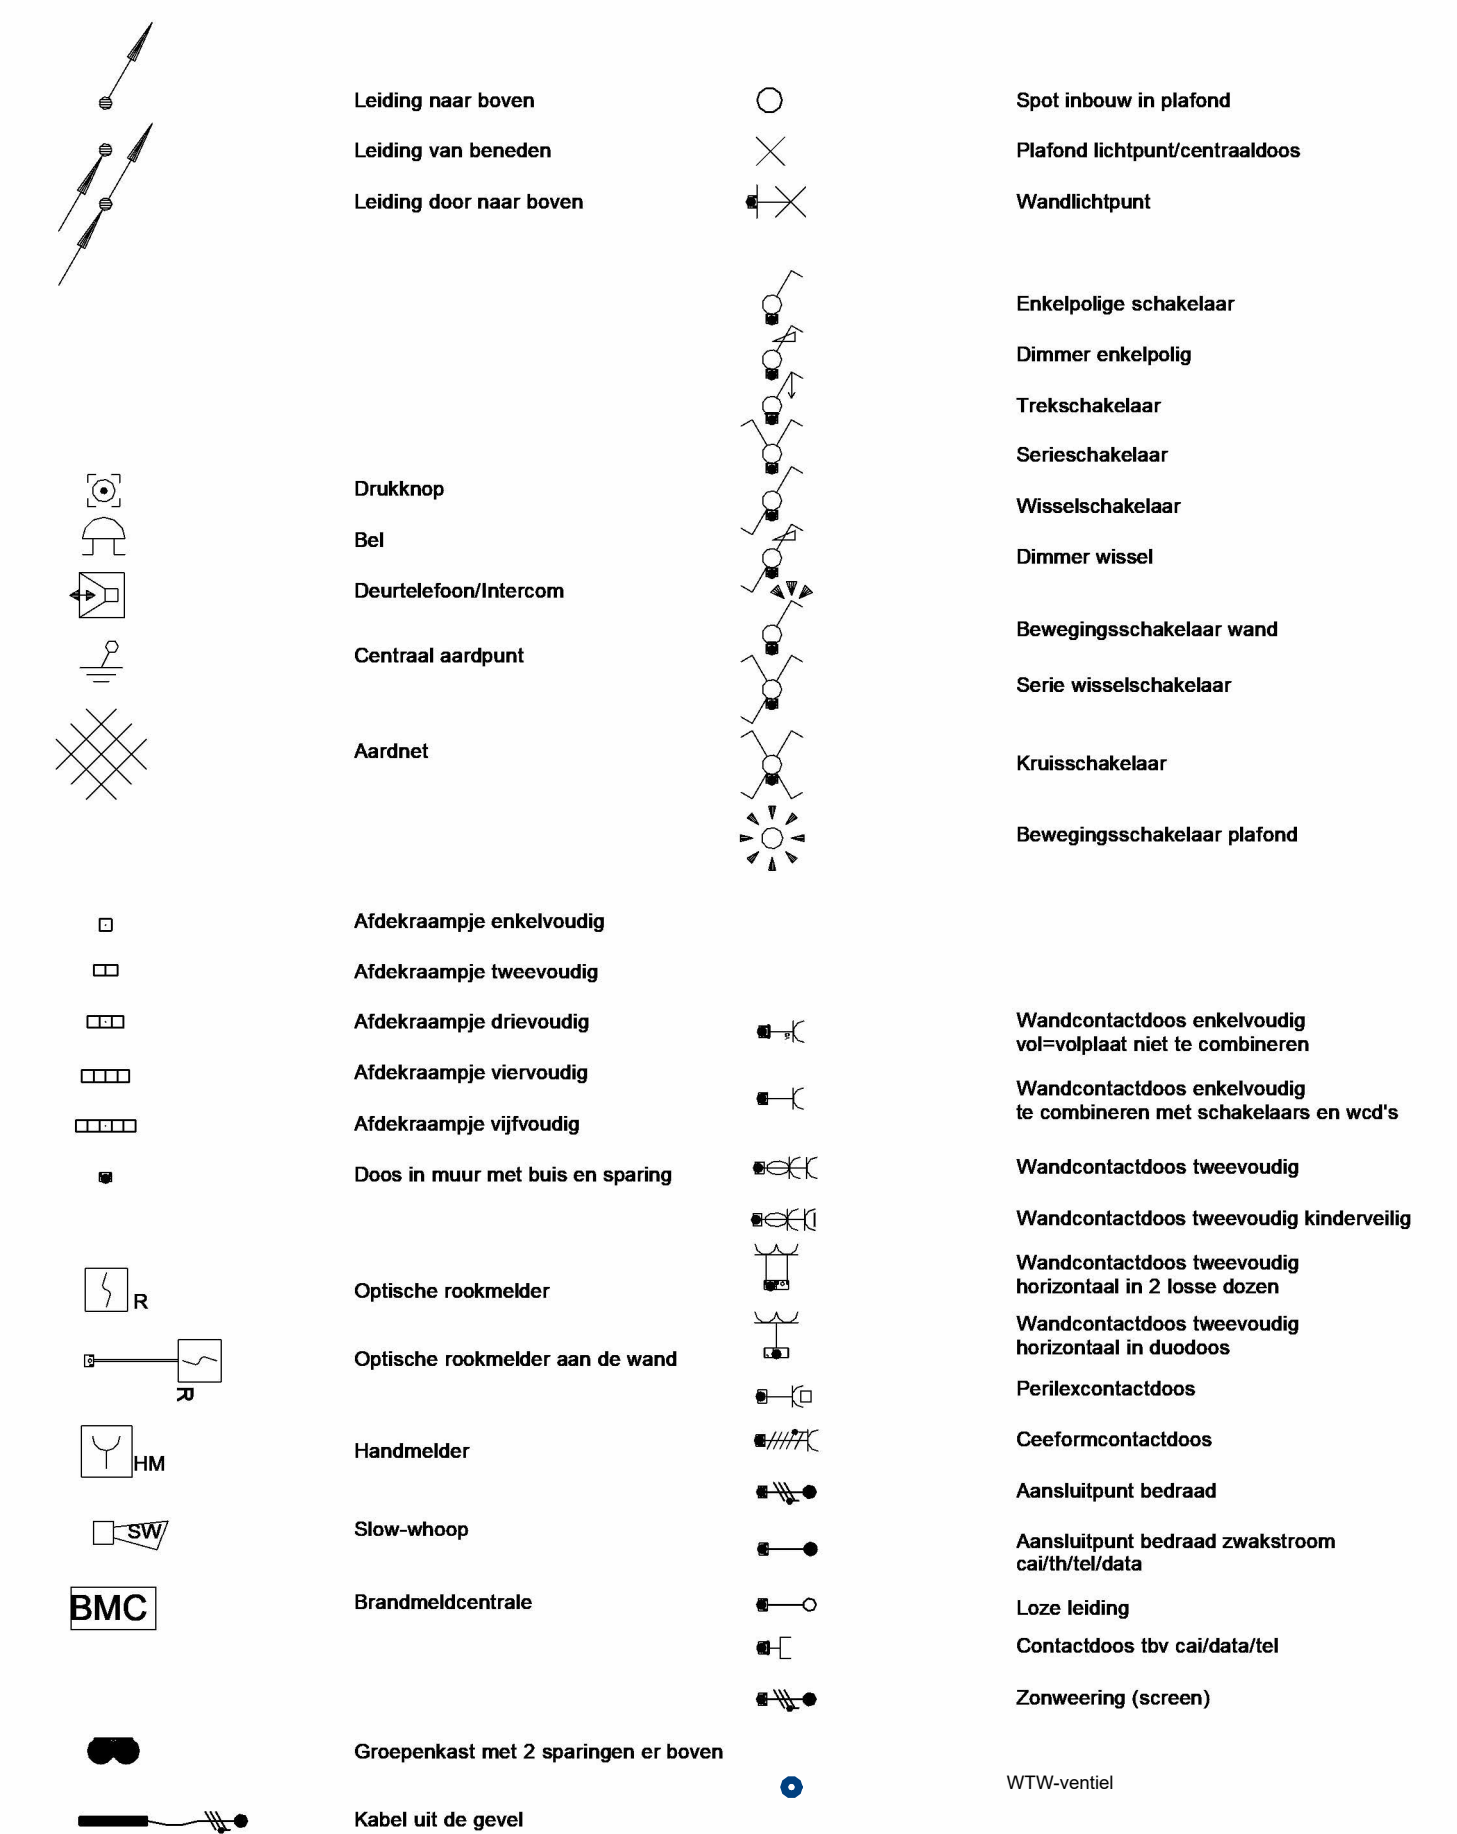 Leiding naar boven
Leiding van beneden
Leiding door naar boven
Drukknop
Bel
Deurtelefoon/Intercom
Centraal aardpunt
Aardnet
Afdekraampje enkelvoudig
Afdekraampje tweevoudig
Afdekraampje drievoudig
Afdekraampje viervoudig
Afdekraampje vijfvoudig
Doos in muur met buis en sparing
R
Optische rookmelder
Optische rookmelder aan de wand
R
HM
Handmelder
SW
Slow-whoop
BMC
Brandmeldcentrale
Groepenkast met 2 sparingen er boven
Kabel uit de gevel
Spot inbouw in plafond
Plafond lichtpunt/centraaldoos
Wandlichtpunt
Enkelpolige schakelaar
Dimmer enkelpolig
Trekschakelaar
Serieschakelaar
Wisselschakelaar
Dimmer wissel
Bewegingsschakelaar wand
Serie wisselschakelaar
Kruisschakelaar
Bewegingsschakelaar plafond
Wandcontactdoos enkelvoudig
vol=volplaat niet te combineren
Wandcontactdoos enkelvoudig
te combineren met schakelaars en wcd's
Wandcontactdoos tweevoudig
Wandcontactdoos tweevoudig kinderveilig
Wandcontactdoos tweevoudig
horizontaal in 2 losse dozen
Wandcontactdoos tweevoudig
horizontaal in duodoos
Perilexcontactdoos
Ceeformcontactdoos
Aansluitpunt bedraad
Aansluitpunt bedraad zwakstroom
cai/th/tel/data
Loze leiding
Contactdoos tbv cai/data/tel
Zonweering (screen)
WTW-ventiel